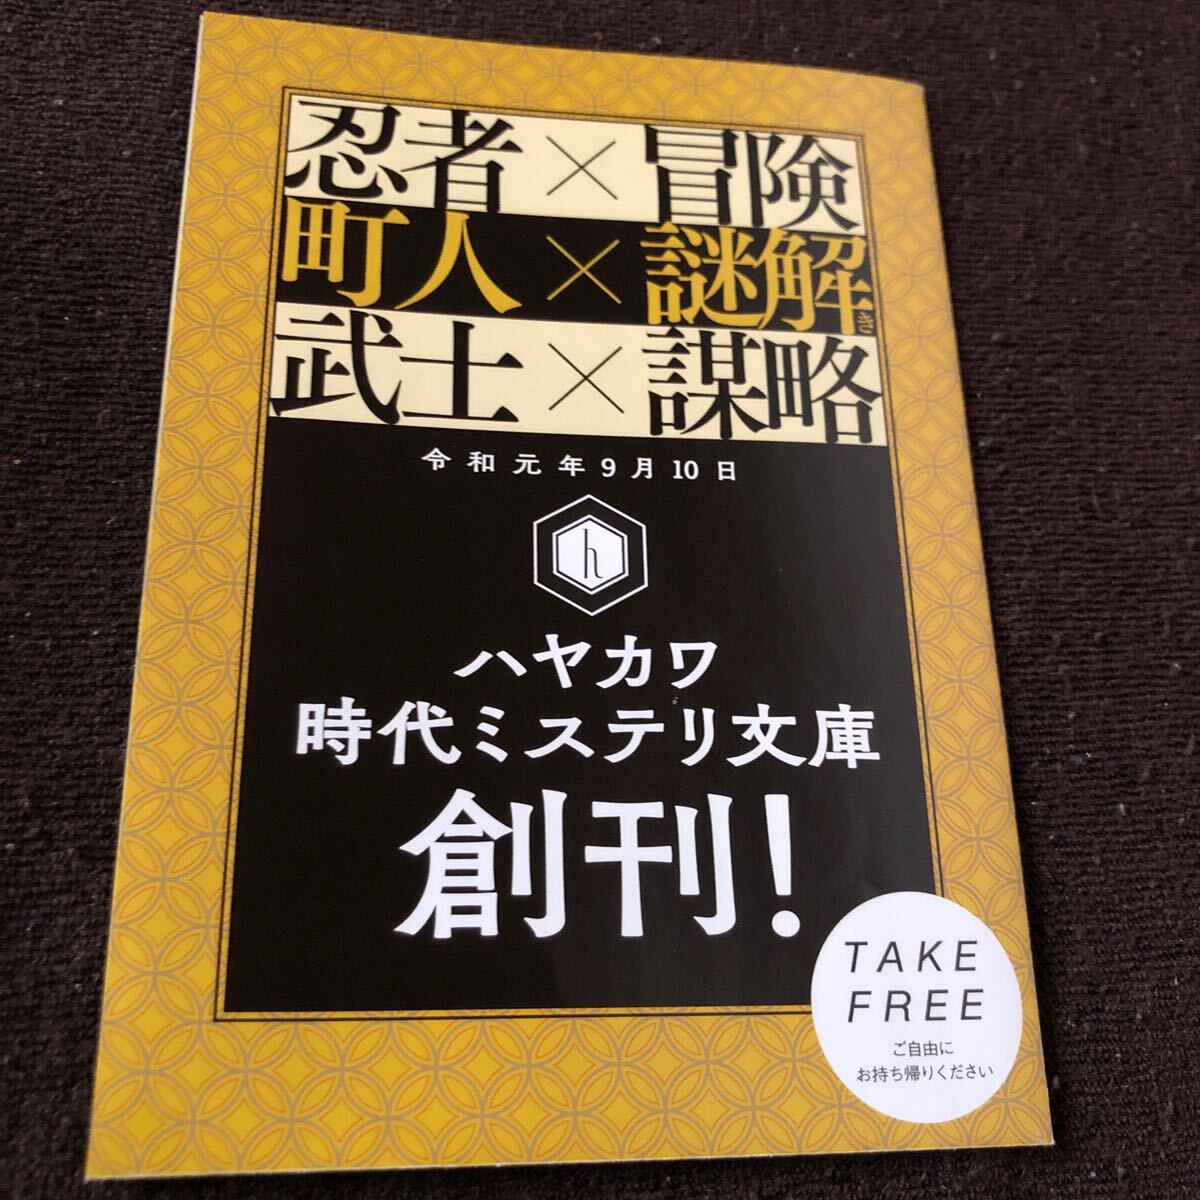 忍者×冒険
町人×謎解き
武士×謀略
令和元年9月10日
h
ハヤカワ
時代ミステリ文庫
創刊!
TAKE
FREE
ご自由に
お持ち帰りください